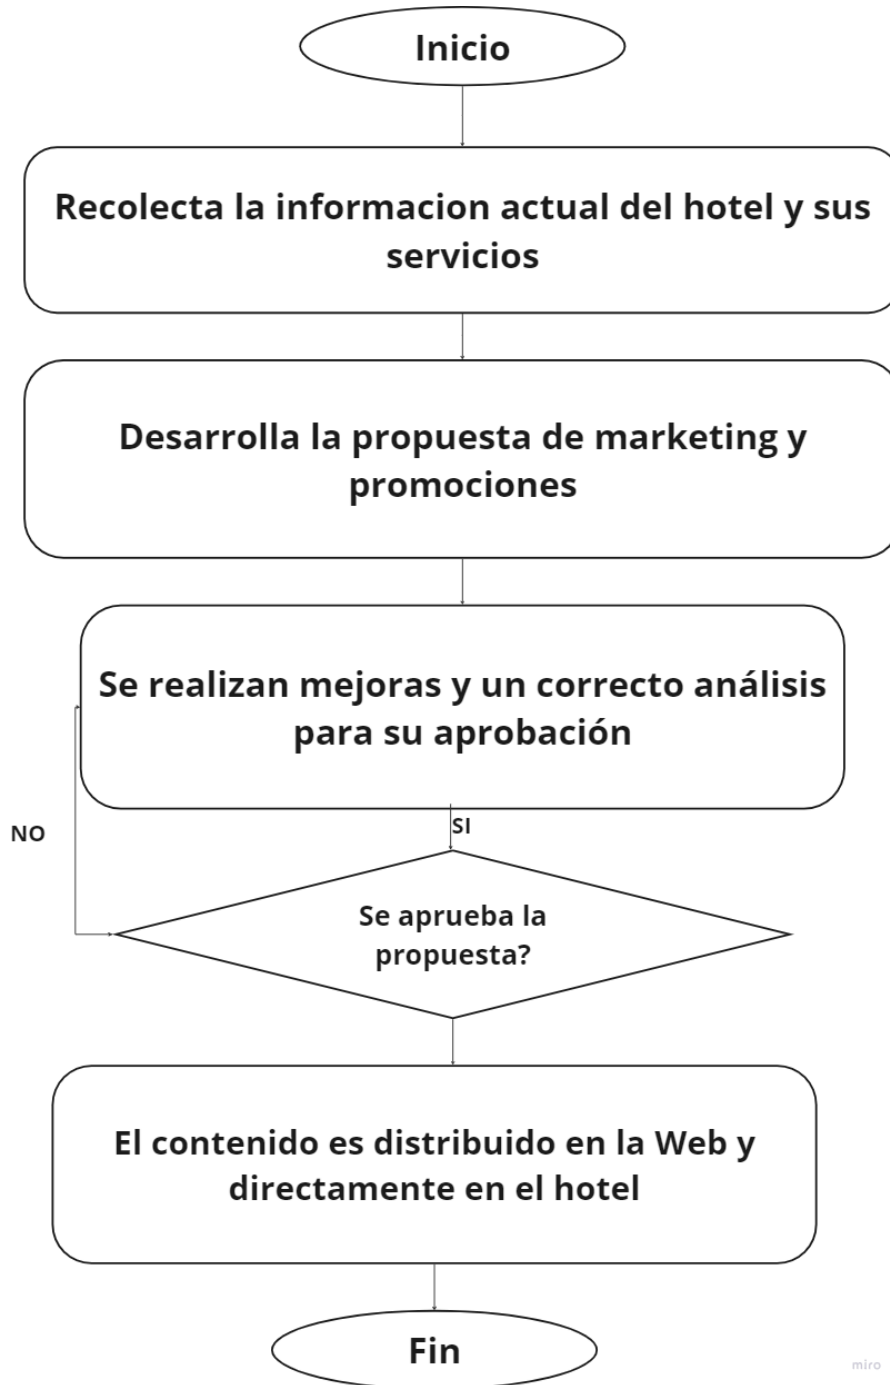 Inicio
Recolecta la informacion actual del hotel y sus
servicios
Desarrolla la propuesta de marketing y
promociones
Se realizan mejoras y un correcto análisis
para su aprobación
NO
SI
Se aprueba la
propuesta?
El contenido es distribuido en la Web y
directamente en el hotel
Fin
miro